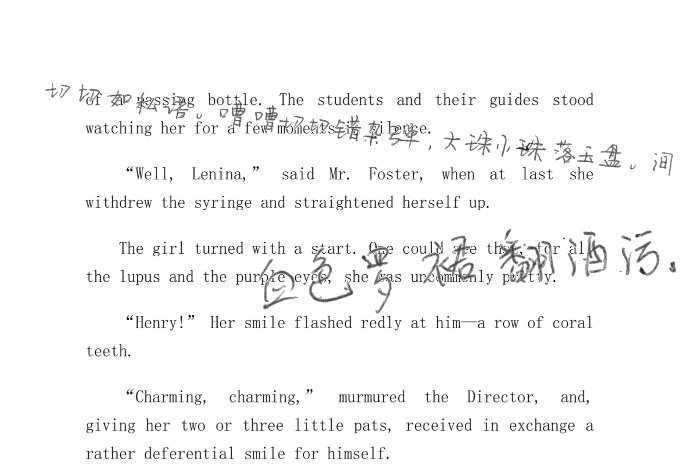 切切如私语。嘈嘈切切错杂弹，大珠小珠落玉盘。间
of a passing bottle. The students and their guides stood
watching her for a few moments in silence.
“Well, Lenina,” said Mr. Foster, when at last she
withdrew the syringe and straightened herself up.
The girl turned with a start. One could see that, for all
the lupus and the purple eyes, she was uncommonly pretty.
血色罗裙翻酒污。
“Henry!” Her smile flashed redly at him—a row of coral
teeth.
“Charming, charming,” murmured the Director, and,
giving her two or three little pats, received in exchange a
rather deferential smile for himself.